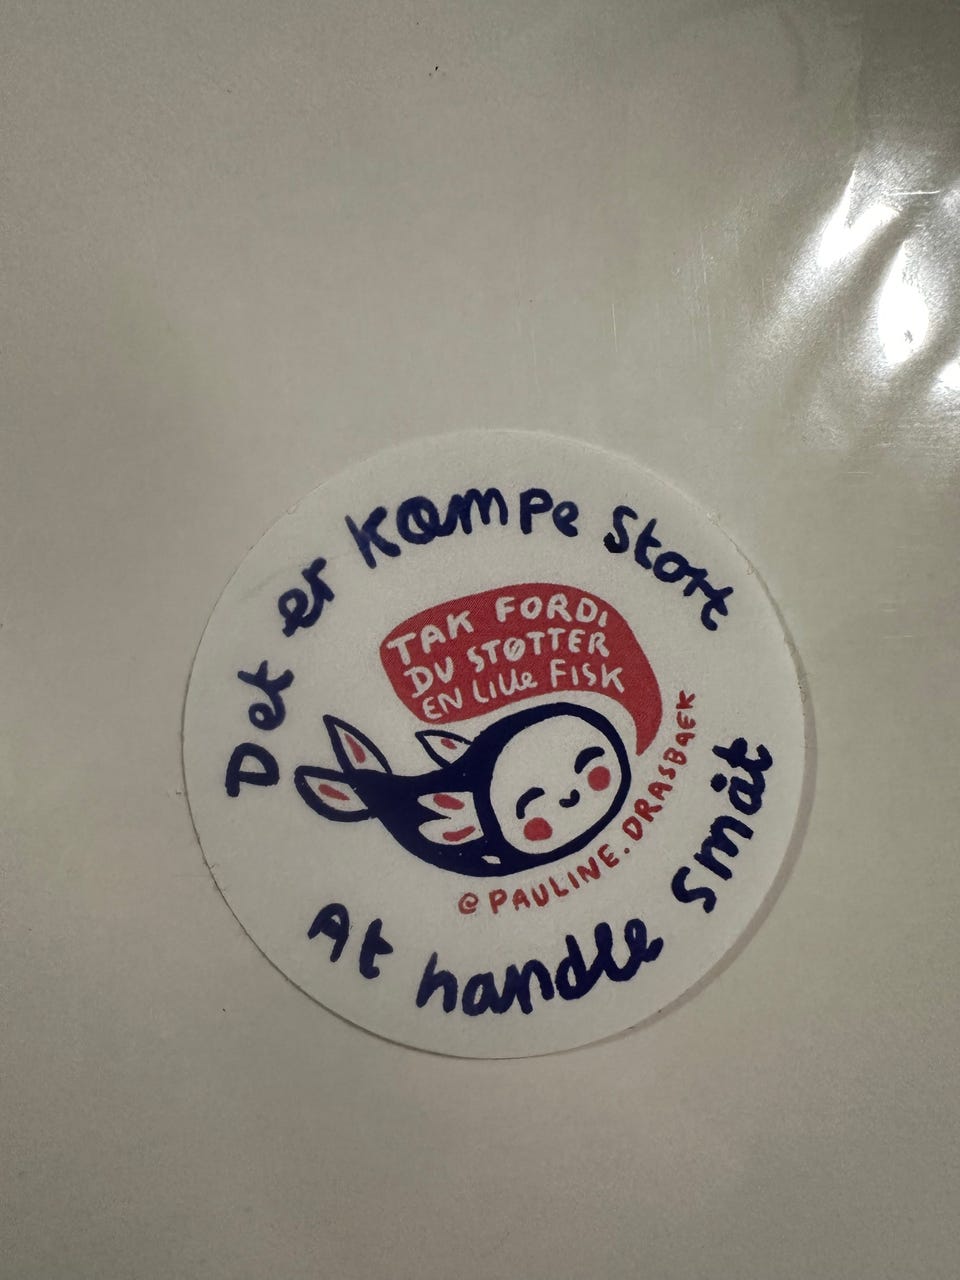 Det er kæmpe Stort
TAK FORDI
DU STØTTER
EN LILLE FISK
@PAULINE.DRASBAEK
At handle Småt